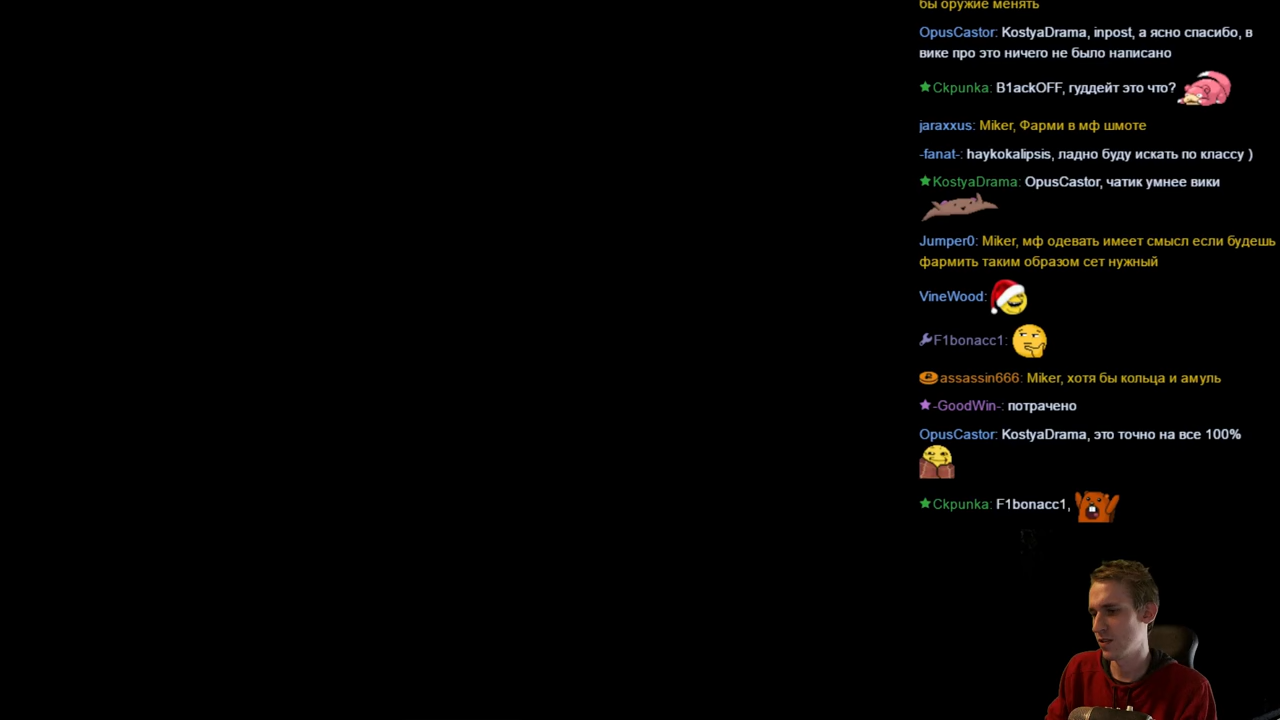 бы оружие менять
OpusCastor: KostyaDrama, inpost, а ясно спасибо, в
вике про это ничего не было написано
Ckpunka: B1ackOFF, гуддейт это что?
jaraxxus: Miker, Фарми в мф шмоте
-fanat-: haykokalipsis, ладно буду искать по классу )
KostyaDrama: OpusCastor, чатик умнее вики
Jumper0: Miker, мф одевать имеет смысл если будешь
фармить таким образом сет нужный
VineWood:
F1bonacc1:
assassin666: Miker, хотя бы кольца и амуль
-GoodWin-: потрачено
OpusCastor: KostyaDrama, это точно на все 100%
Ckpunka: F1bonacc1,